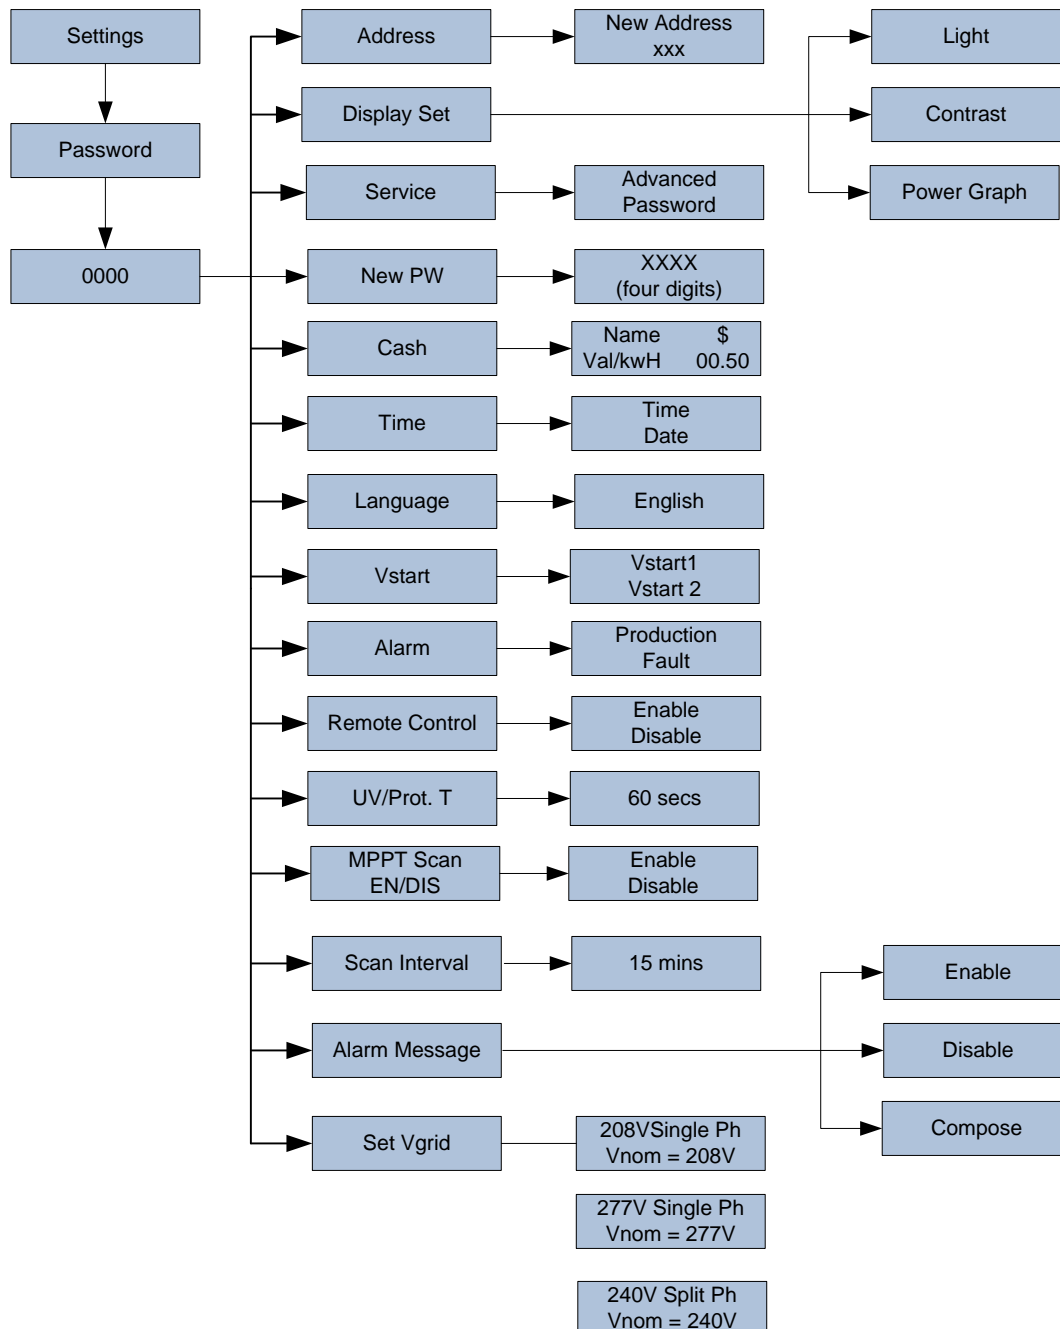 Settings
Password
0000
Address
New Address
xxx
Light
Display Set
Contrast
Service
Advanced
Password
Power Graph
New PW
XXXX
(four digits)
Cash
Name $
Val/kwH 00.50
Time
Time
Date
Language
English
Vstart
Vstart1
Vstart 2
Alarm
Production
Fault
Remote Control
Enable
Disable
UV/Prot. T
60 secs
MPPT Scan
EN/DIS
Enable
Disable
Scan Interval
15 mins
Enable
Alarm Message
Disable
Compose
Set Vgrid
208VSingle Ph
Vnom = 208V
277V Single Ph
Vnom = 277V
240V Split Ph
Vnom = 240V